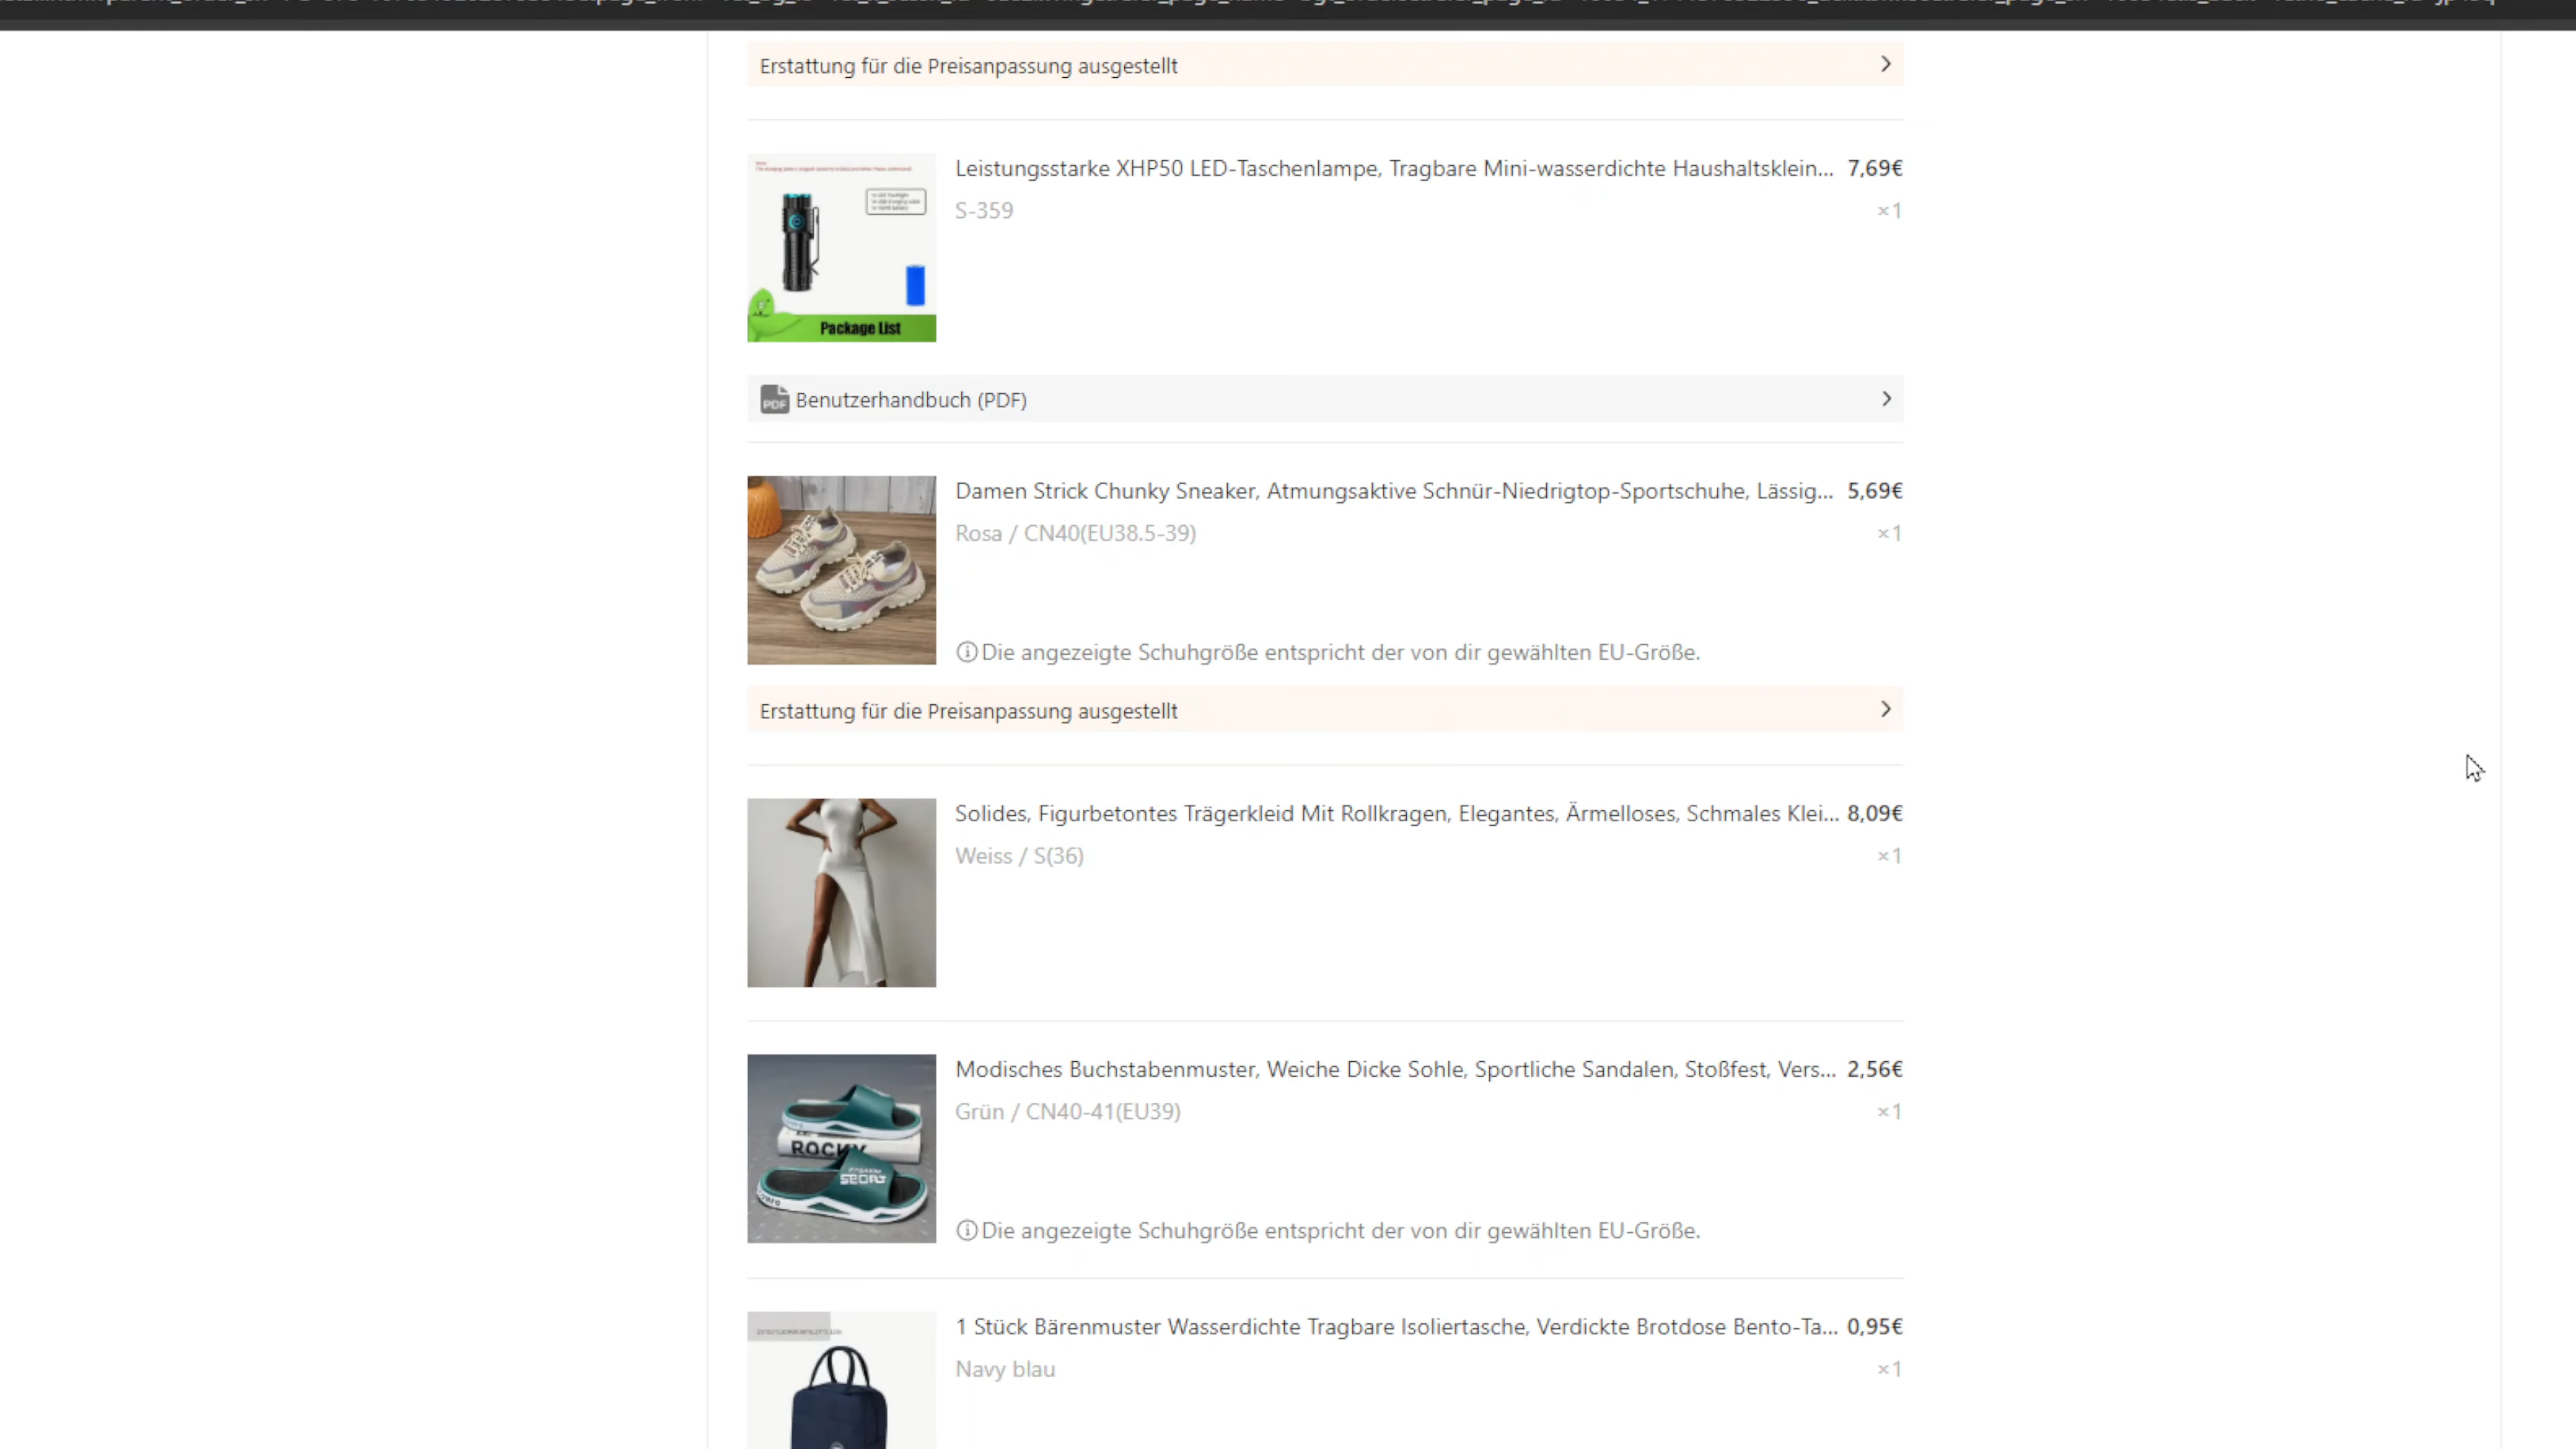 Erstattung für die Preisanpassung ausgestellt
Leistungsstarke XHP50 LED-Taschenlampe, Tragbare Mini-wasserdichte Haushaltsklein... 7,69€
S-359 ×1
Package List
PDF Benutzerhandbuch (PDF)
Damen Strick Chunky Sneaker, Atmungsaktive Schnür-Niedrigtop-Sportschuhe, Lässig... 5,69€
Rosa / CN40(EU38.5-39) ×1
Die angezeigte Schuhgröße entspricht der von dir gewählten EU-Größe.
Erstattung für die Preisanpassung ausgestellt
Solides, Figurbetontes Trägerkleid Mit Rollkragen, Elegantes, Ärmelloses, Schmales Klei... 8,09€
Weiss / S(36) ×1
Modisches Buchstabenmuster, Weiche Dicke Sohle, Sportliche Sandalen, Stoßfest, Vers... 2,56€
Grün / CN40-41(EU39) ×1
ROCKY
SPORT
Die angezeigte Schuhgröße entspricht der von dir gewählten EU-Größe.
1 Stück Bärenmuster Wasserdichte Tragbare Isoliertasche, Verdickte Brotdose Bento-Ta... 0,95€
Navy blau ×1